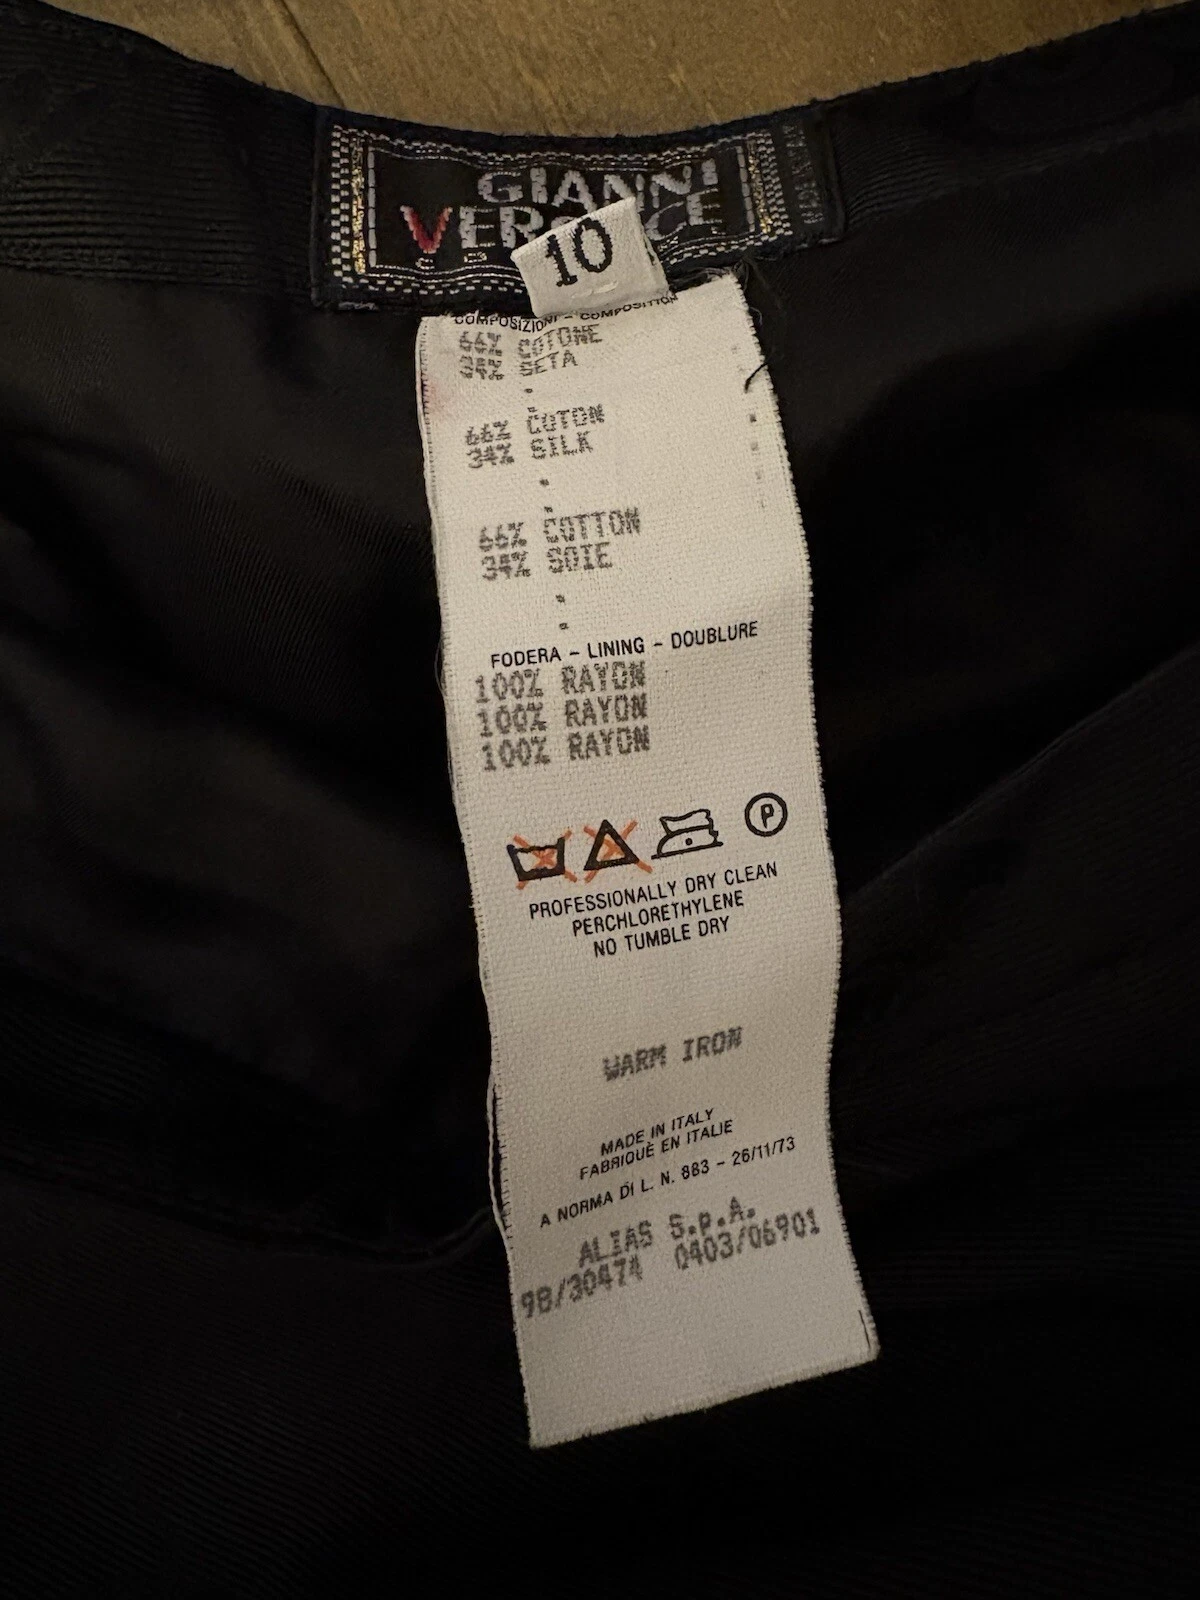 GIANNI
VERSACE
10
COMPOSIZIONI - COMPOSITION
66% COTONE
34% SETA
66% COTON
34% SILK
66% COTTON
34% SOIE
FODERA - LINING - DOUBLURE
100% RAYON
100% RAYON
100% RAYON
P
PROFESSIONALLY DRY CLEAN
PERCHLORETHYLENE
NO TUMBLE DRY
WARM IRON
MADE IN ITALY
FABRIQUÉ EN ITALIE
A NORMA DI L. N. 883 - 26/11/73
ALIAS S.p.A.
98/30474 0403/06901